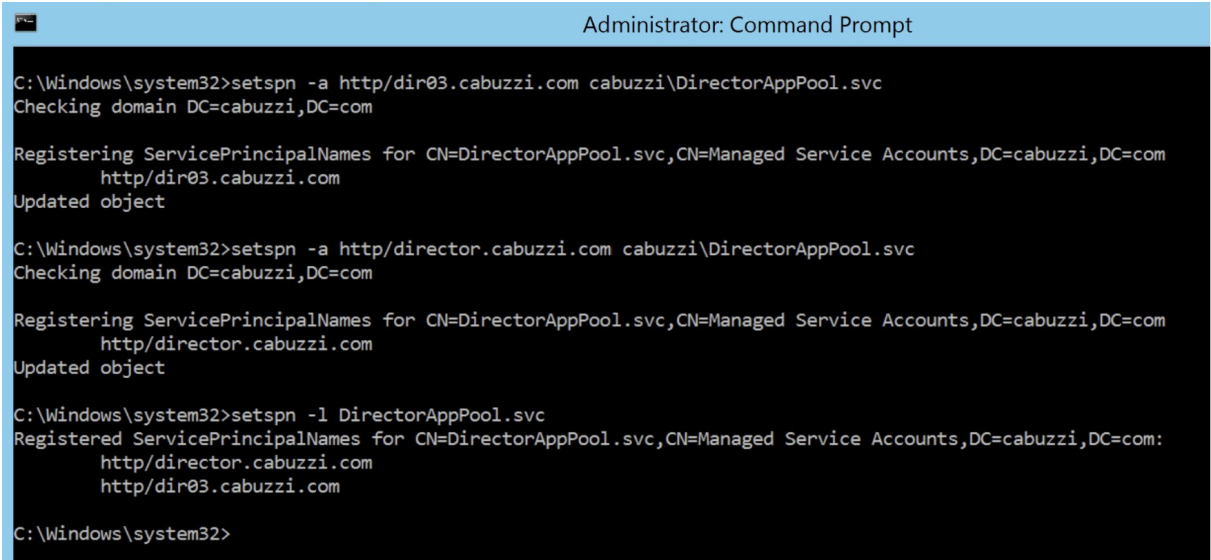 Administrator: Command Prompt
C:\Windows\system32>setspn -a http/dir03.cabuzzi.com cabuzzi\DirectorAppPool.svc
Checking domain DC=cabuzzi,DC=com
Registering ServicePrincipalNames for CN=DirectorAppPool.svc,CN=Managed Service Accounts,DC=cabuzzi,DC=com
http/dir03.cabuzzi.com
Updated object
C:\Windows\system32>setspn -a http/director.cabuzzi.com cabuzzi\DirectorAppPool.svc
Checking domain DC=cabuzzi,DC=com
Registering ServicePrincipalNames for CN=DirectorAppPool.svc,CN=Managed Service Accounts,DC=cabuzzi,DC=com
http/director.cabuzzi.com
Updated object
C:\Windows\system32>setspn -l DirectorAppPool.svc
Registered ServicePrincipalNames for CN=DirectorAppPool.svc,CN=Managed Service Accounts,DC=cabuzzi,DC=com:
http/director.cabuzzi.com
http/dir03.cabuzzi.com
C:\Windows\system32>